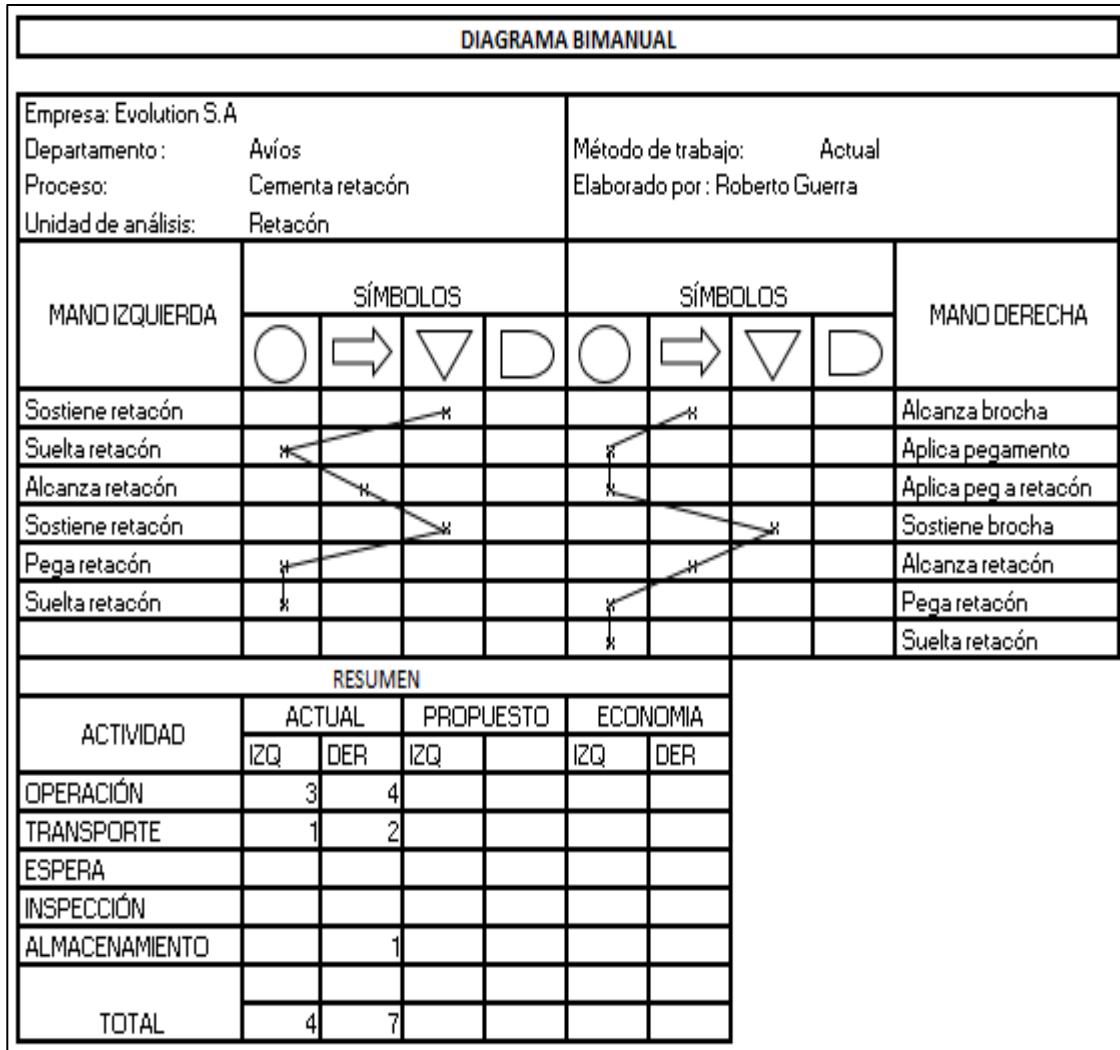 DIAGRAMA BIMANUAL
Empresa: Evolution S.A
Departamento: Avíos Método de trabajo: Actual
Proceso: Cementa retacón Elaborado por : Roberto Guerra
Unidad de análisis: Retacón
MANO IZQUIERDA SÍMBOLOS SÍMBOLOS MANO DERECHA
Sostiene retacón x x Alcanza brocha
Suelta retacón x x Aplica pegamento
Alcanza retacón x x Aplica peg a retacón
Sostiene retacón x x Sostiene brocha
Pega retacón x x Alcanza retacón
Suelta retacón x x Pega retacón
x Suelta retacón
RESUMEN
ACTIVIDAD ACTUAL PROPUESTO ECONOMIA
IZQ DER IZQ IZQ DER
OPERACIÓN 3 4
TRANSPORTE 1 2
ESPERA
INSPECCIÓN
ALMACENAMIENTO 1
TOTAL 4 7